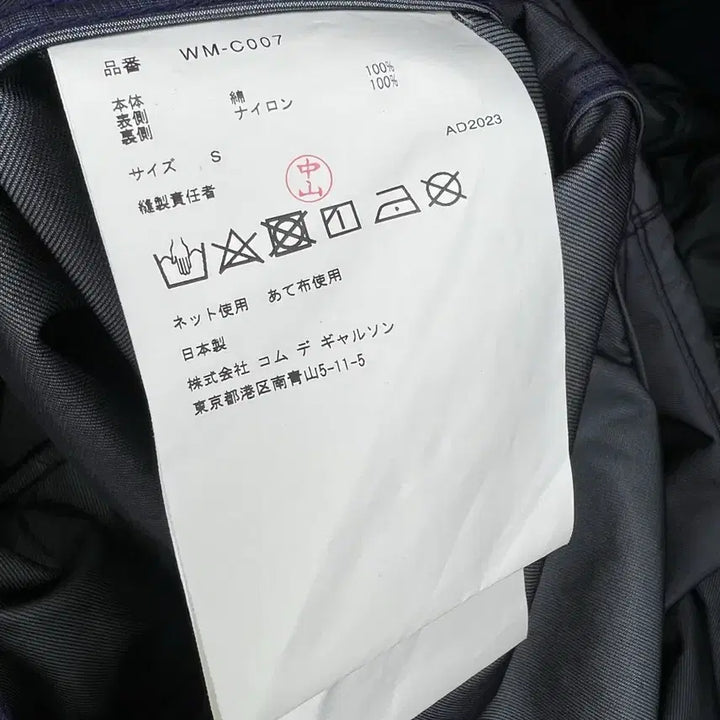 品番 WM-C007
本体
表側 綿 100%
裏側 ナイロン 100%
AD2023
サイズ S
縫製責任者 中山
ネット使用 あて布使用
日本製
株式会社 コム デ ギャルソン
東京都港区南青山5-11-5